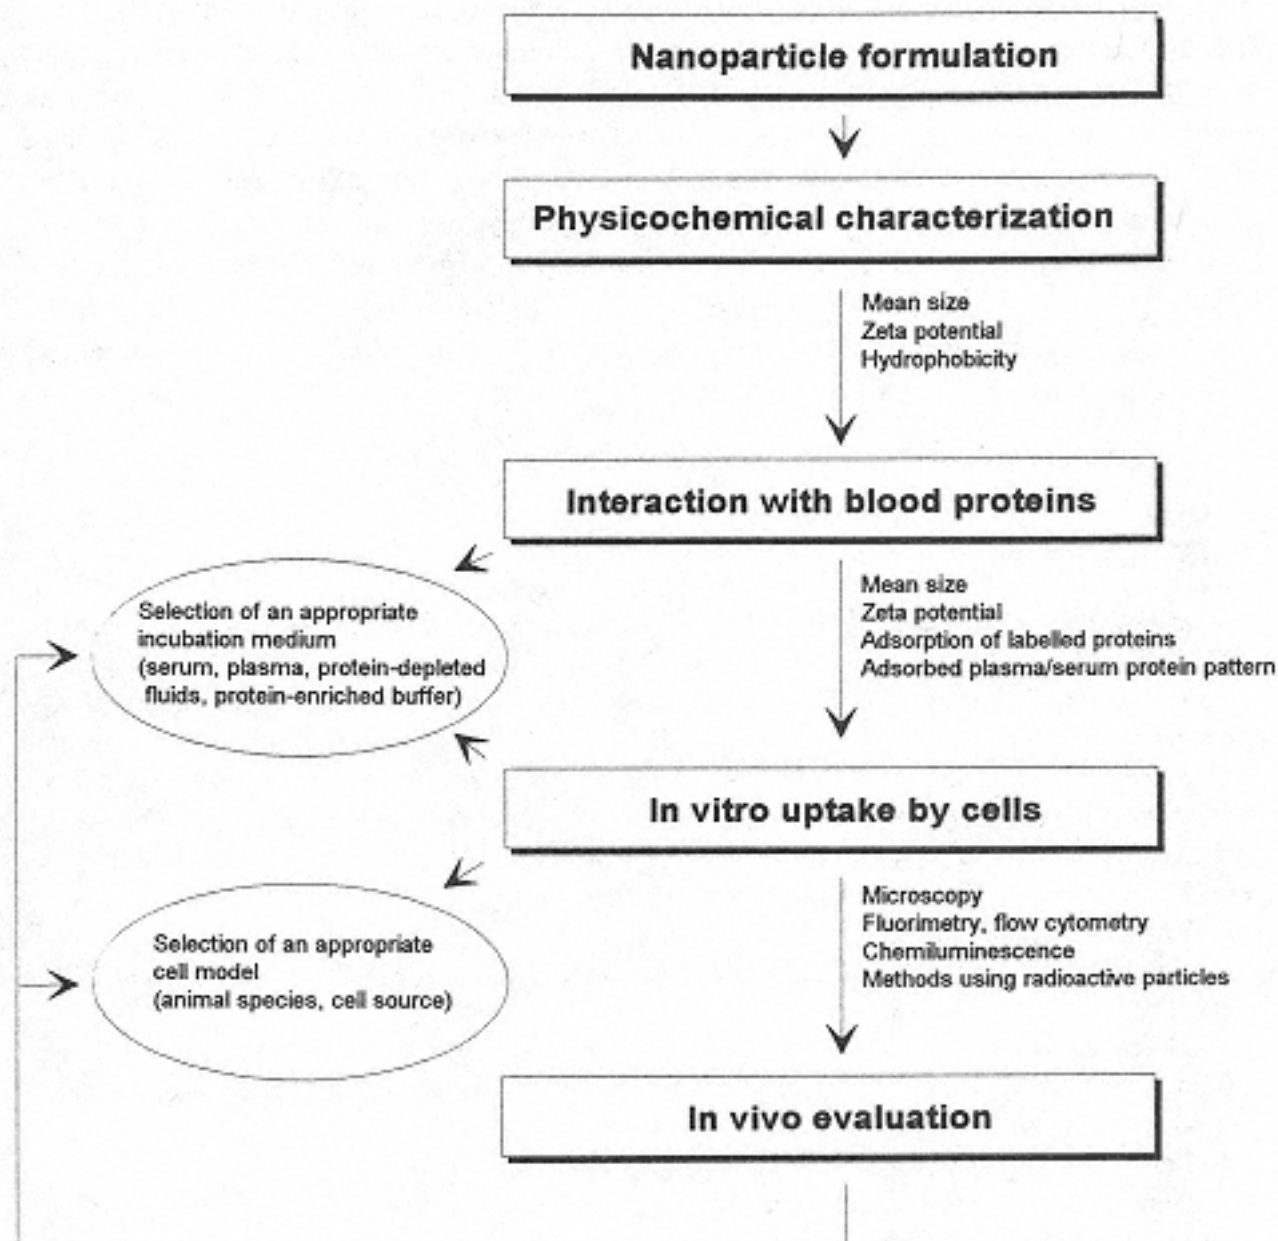 Nanoparticle formulation
Physicochemical characterization
Mean size
Zeta potential
Hydrophobicity
Interaction with blood proteins
Mean size
Zeta potential
Adsorption of labelled proteins
Adsorbed plasma/serum protein pattern
Selection of an appropriate
incubation medium
(serum, plasma, protein-depleted
fluids, protein-enriched buffer)
In vitro uptake by cells
Microscopy
Fluorimetry, flow cytometry
Chemiluminescence
Methods using radioactive particles
Selection of an appropriate
cell model
(animal species, cell source)
In vivo evaluation